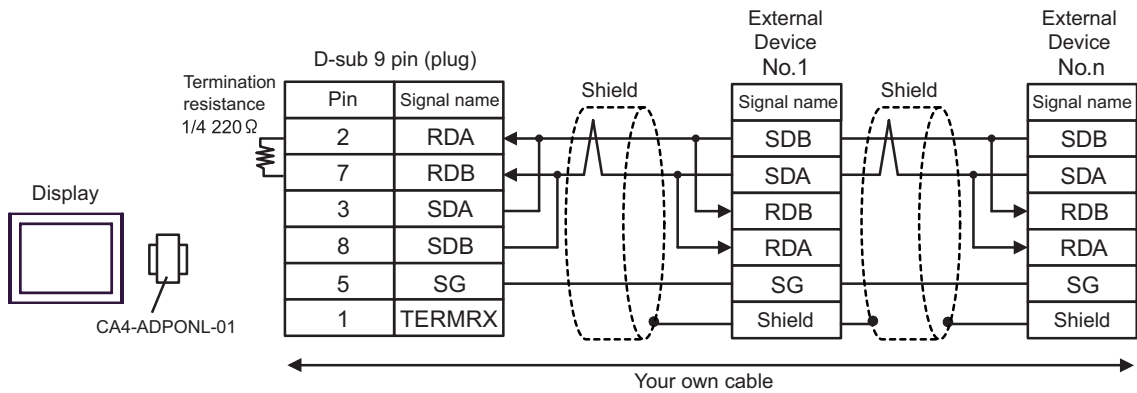 External
Device
No.1
External
Device
No.n
D-sub 9 pin (plug)
Termination
resistance
1/4 220 Ω
Shield
Shield
Pin Signal name Signal name Signal name
2 RDA SDB SDB
7 RDB SDA SDA
3 SDA RDB RDB
8 SDB RDA RDA
5 SG SG SG
1 TERMRX Shield Shield
Display
CA4-ADPONL-01
Your own cable